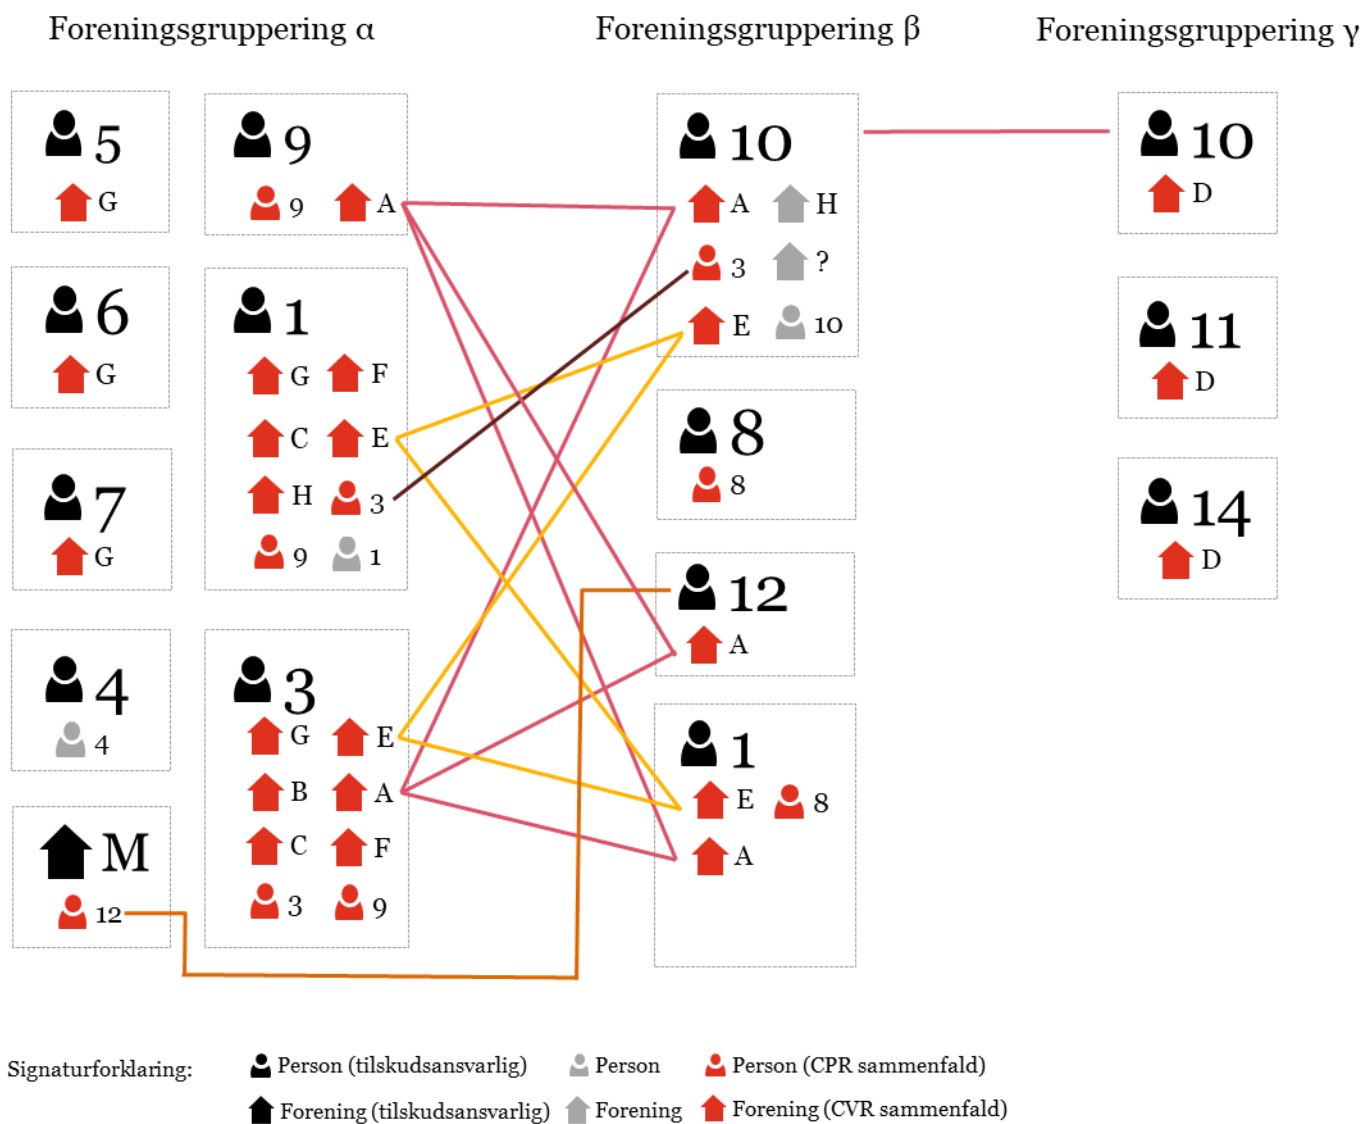 Foreningsgruppering α
Foreningsgruppering β
Foreningsgruppering γ
5
G
9
9 A
6
G
1
G F
C E
H 3
9 1
7
G
4
4
3
G E
B A
C F
3 9
M
12
10
A H
3 ?
E 10
8
8
12
A
1
E 8
A
10
D
11
D
14
D
Signaturforklaring:
Person (tilskudsansvarlig) Person Person (CPR sammenfald)
Forening (tilskudsansvarlig) Forening Forening (CVR sammenfald)